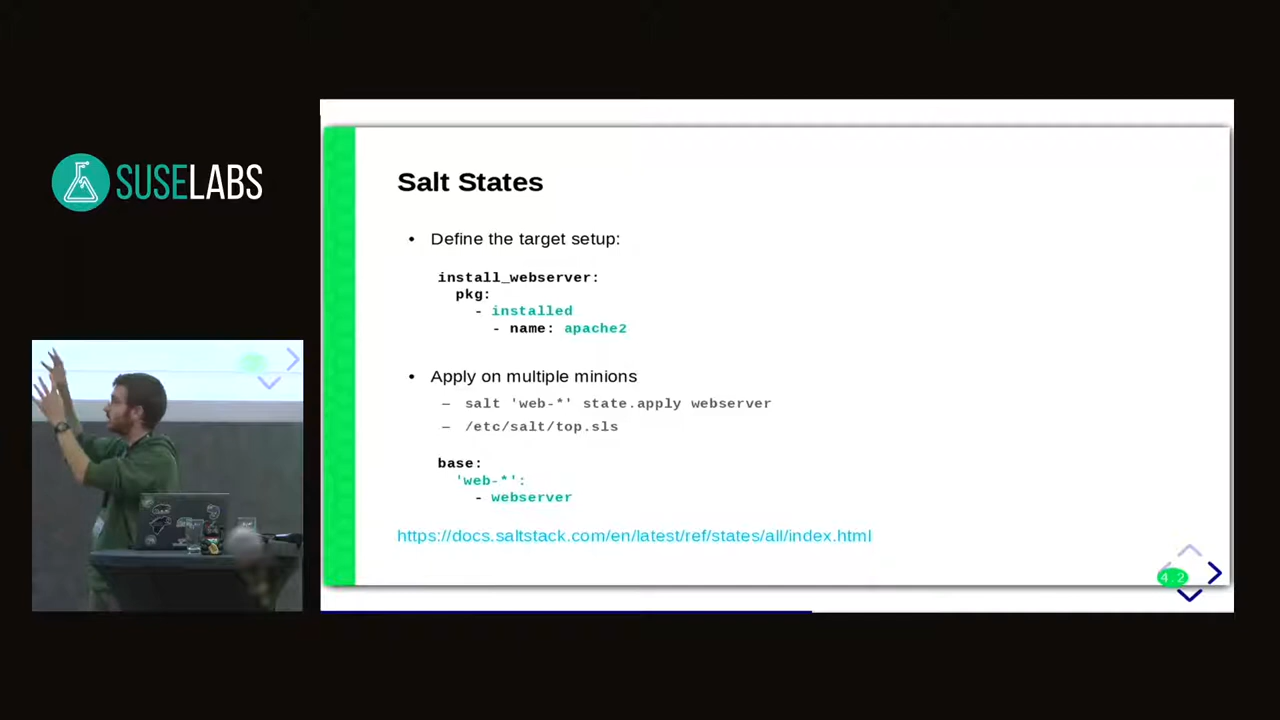 SUSELABS
Salt States
• Define the target setup:
install_webserver:
pkg:
- installed
- name: apache2
• Apply on multiple minions
– salt 'web-*' state.apply webserver
– /etc/salt/top.sls
base:
'web-*':
- webserver
https://docs.saltstack.com/en/latest/ref/states/all/index.html
4.2